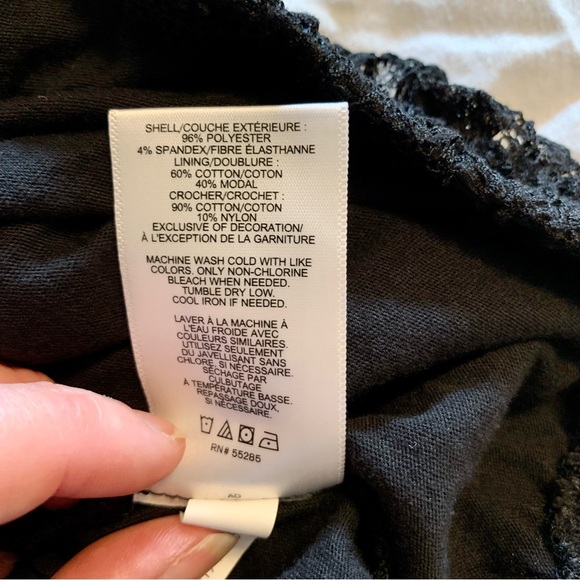 SHELL/COUCHE EXTÉRIEURE :
96% POLYESTER
4% SPANDEX/FIBRE ÉLASTHANNE
LINING/DOUBLURE :
60% COTTON/COTON
40% MODAL
CROCHER/CROCHET :
90% COTTON/COTON
10% NYLON
EXCLUSIVE OF DECORATION/
À L'EXCEPTION DE LA GARNITURE
MACHINE WASH COLD WITH LIKE
COLORS. ONLY NON-CHLORINE
BLEACH WHEN NEEDED.
TUMBLE DRY LOW.
COOL IRON IF NEEDED.
LAVER À LA MACHINE À
L'EAU FROIDE AVEC
COULEURS SIMILAIRES.
UTILISEZ SEULEMENT
DU JAVELLISANT SANS
CHLORE, SI NÉCESSAIRE.
SÉCHAGE PAR
CULBUTAGE
À TEMPÉRATURE BASSE.
REPASSAGE DOUX,
SI NÉCESSAIRE.
RN# 55285